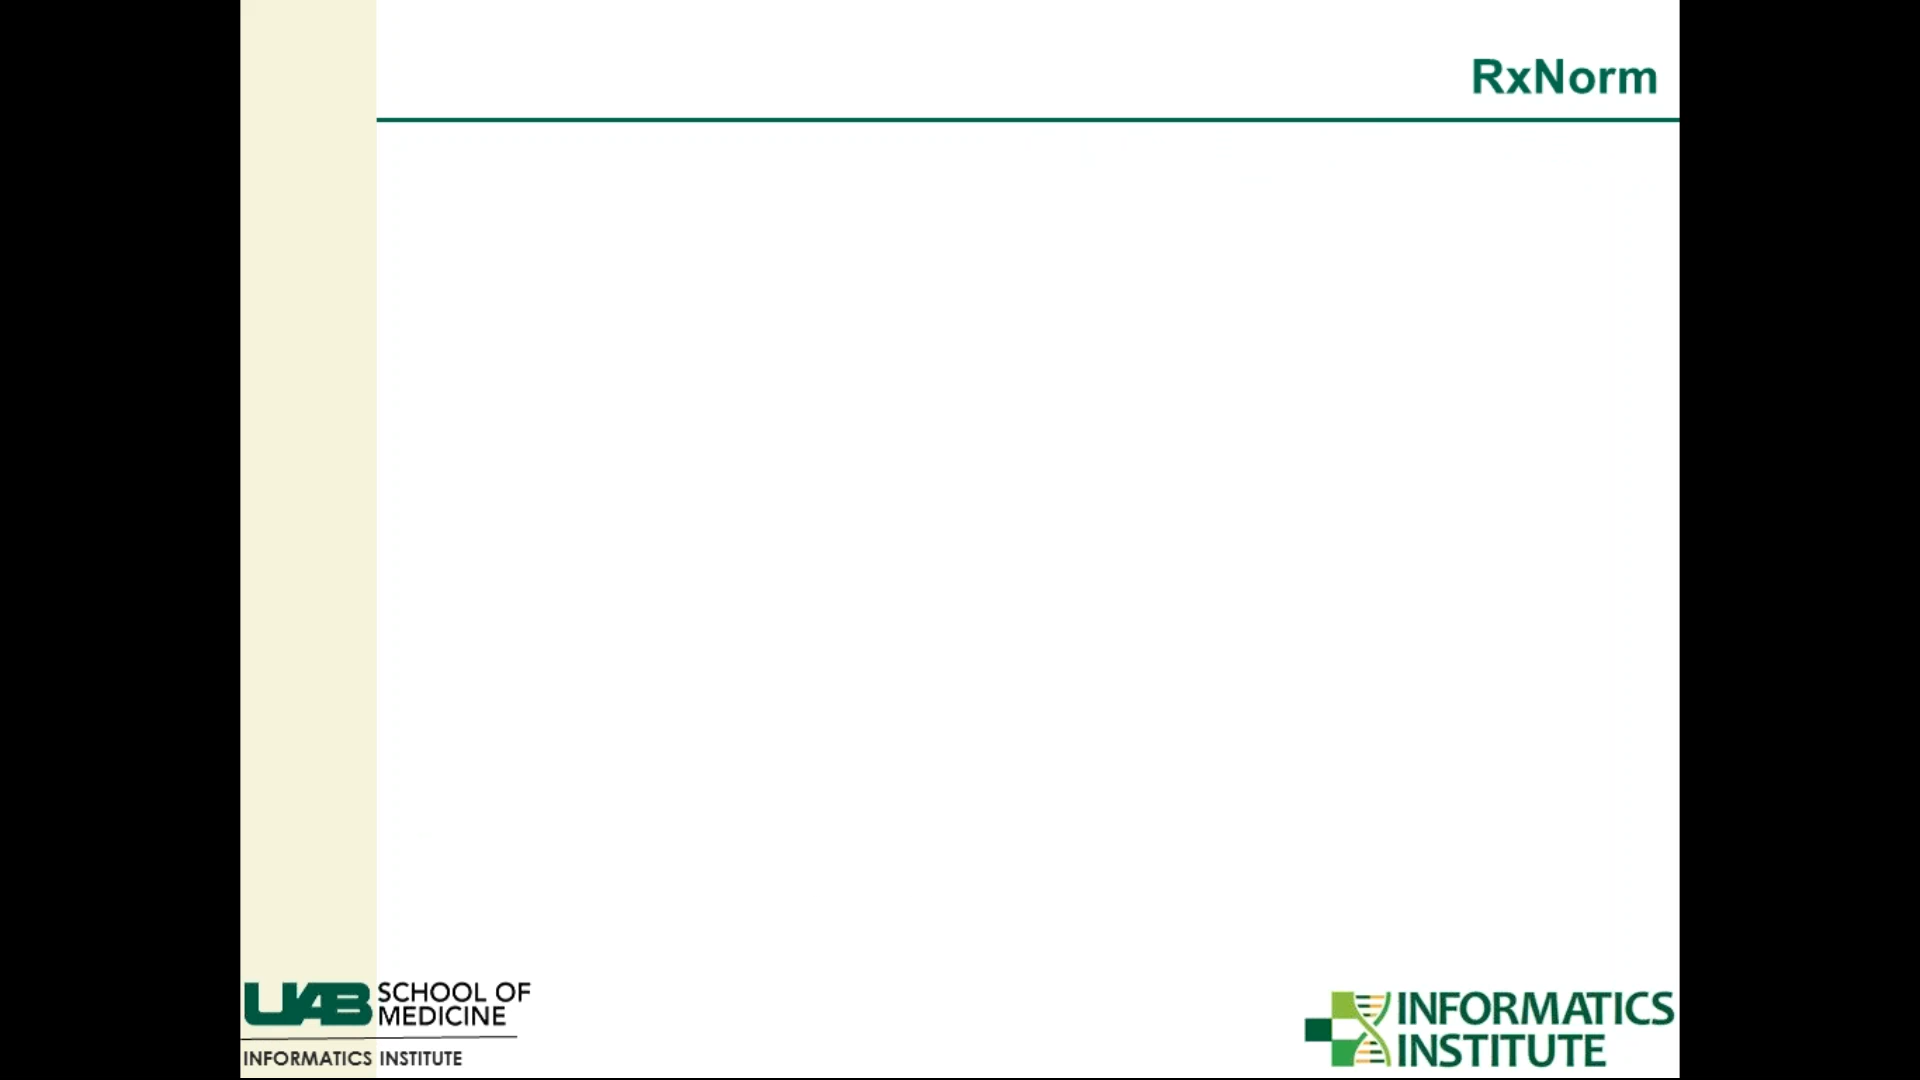 RxNorm
UAB SCHOOL OF
MEDICINE
INFORMATICS INSTITUTE
INFORMATICS
INSTITUTE